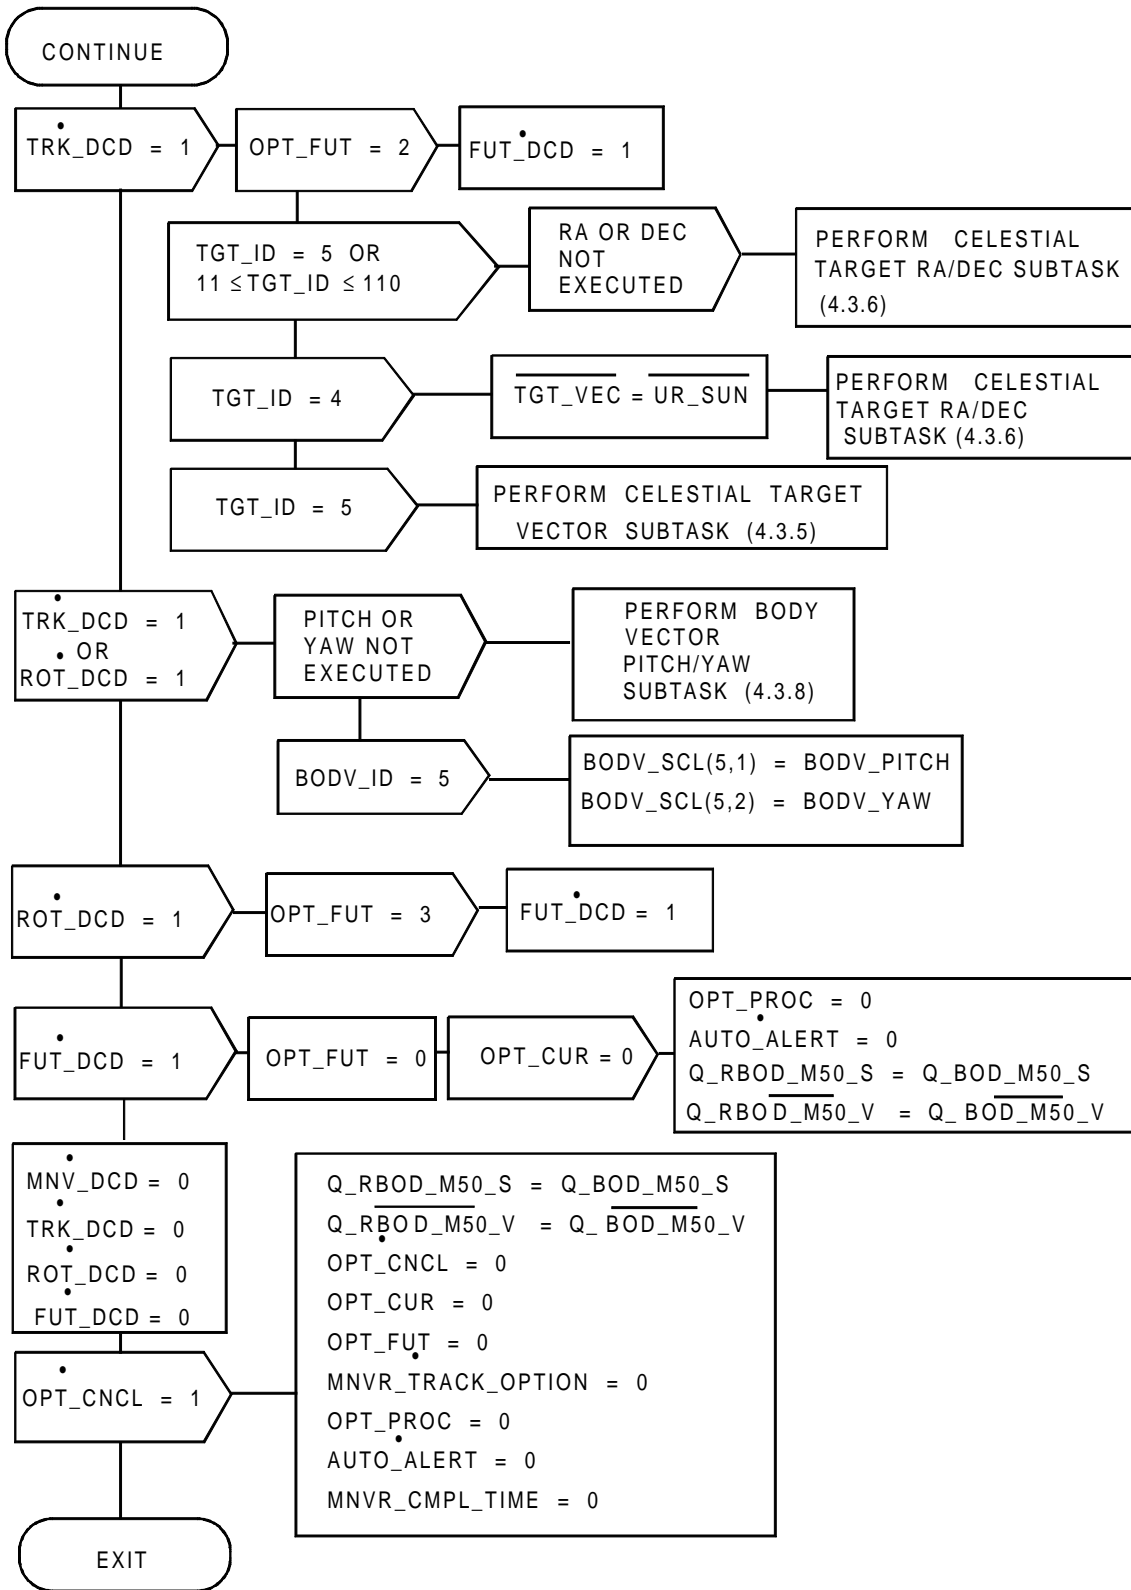 CONTINUE
TRK_DCD = 1
OPT_FUT = 2
FUT_DCD = 1
TGT_ID = 5 OR
11 ≤ TGT_ID ≤ 110
RA OR DEC
NOT
EXECUTED
PERFORM CELESTIAL
TARGET RA/DEC SUBTASK
(4.3.6)
TGT_ID = 4
TGT_VEC = UR_SUN
PERFORM CELESTIAL
TARGET RA/DEC
SUBTASK (4.3.6)
TGT_ID = 5
PERFORM CELESTIAL TARGET
VECTOR SUBTASK (4.3.5)
TRK_DCD = 1
OR
ROT_DCD = 1
PITCH OR
YAW NOT
EXECUTED
PERFORM BODY
VECTOR
PITCH/YAW
SUBTASK (4.3.8)
BODV_ID = 5
BODV_SCL(5,1) = BODV_PITCH
BODV_SCL(5,2) = BODV_YAW
ROT_DCD = 1
OPT_FUT = 3
FUT_DCD = 1
FUT_DCD = 1
OPT_FUT = 0
OPT_CUR = 0
OPT_PROC = 0
AUTO_ALERT = 0
Q_RBOD_M50_S = Q_BOD_M50_S
Q_RBOD_M50_V = Q_BOD_M50_V
MNV_DCD = 0
TRK_DCD = 0
ROT_DCD = 0
FUT_DCD = 0
OPT_CNCL = 1
Q_RBOD_M50_S = Q_BOD_M50_S
Q_RBOD_M50_V = Q_BOD_M50_V
OPT_CNCL = 0
OPT_CUR = 0
OPT_FUT = 0
MNVR_TRACK_OPTION = 0
OPT_PROC = 0
AUTO_ALERT = 0
MNVR_CMPL_TIME = 0
EXIT